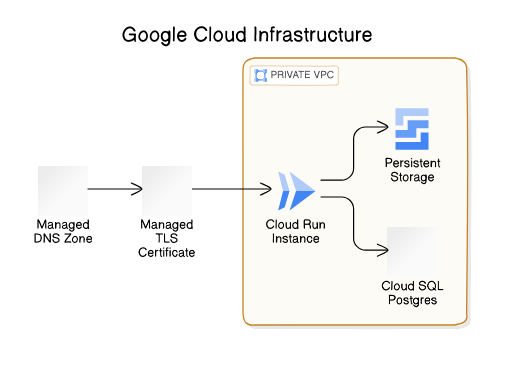 Google Cloud Infrastructure
PRIVATE VPC
Persistent
Storage
Managed
DNS Zone
Managed
TLS
Certificate
Cloud Run
Instance
Cloud SQL
Postgres